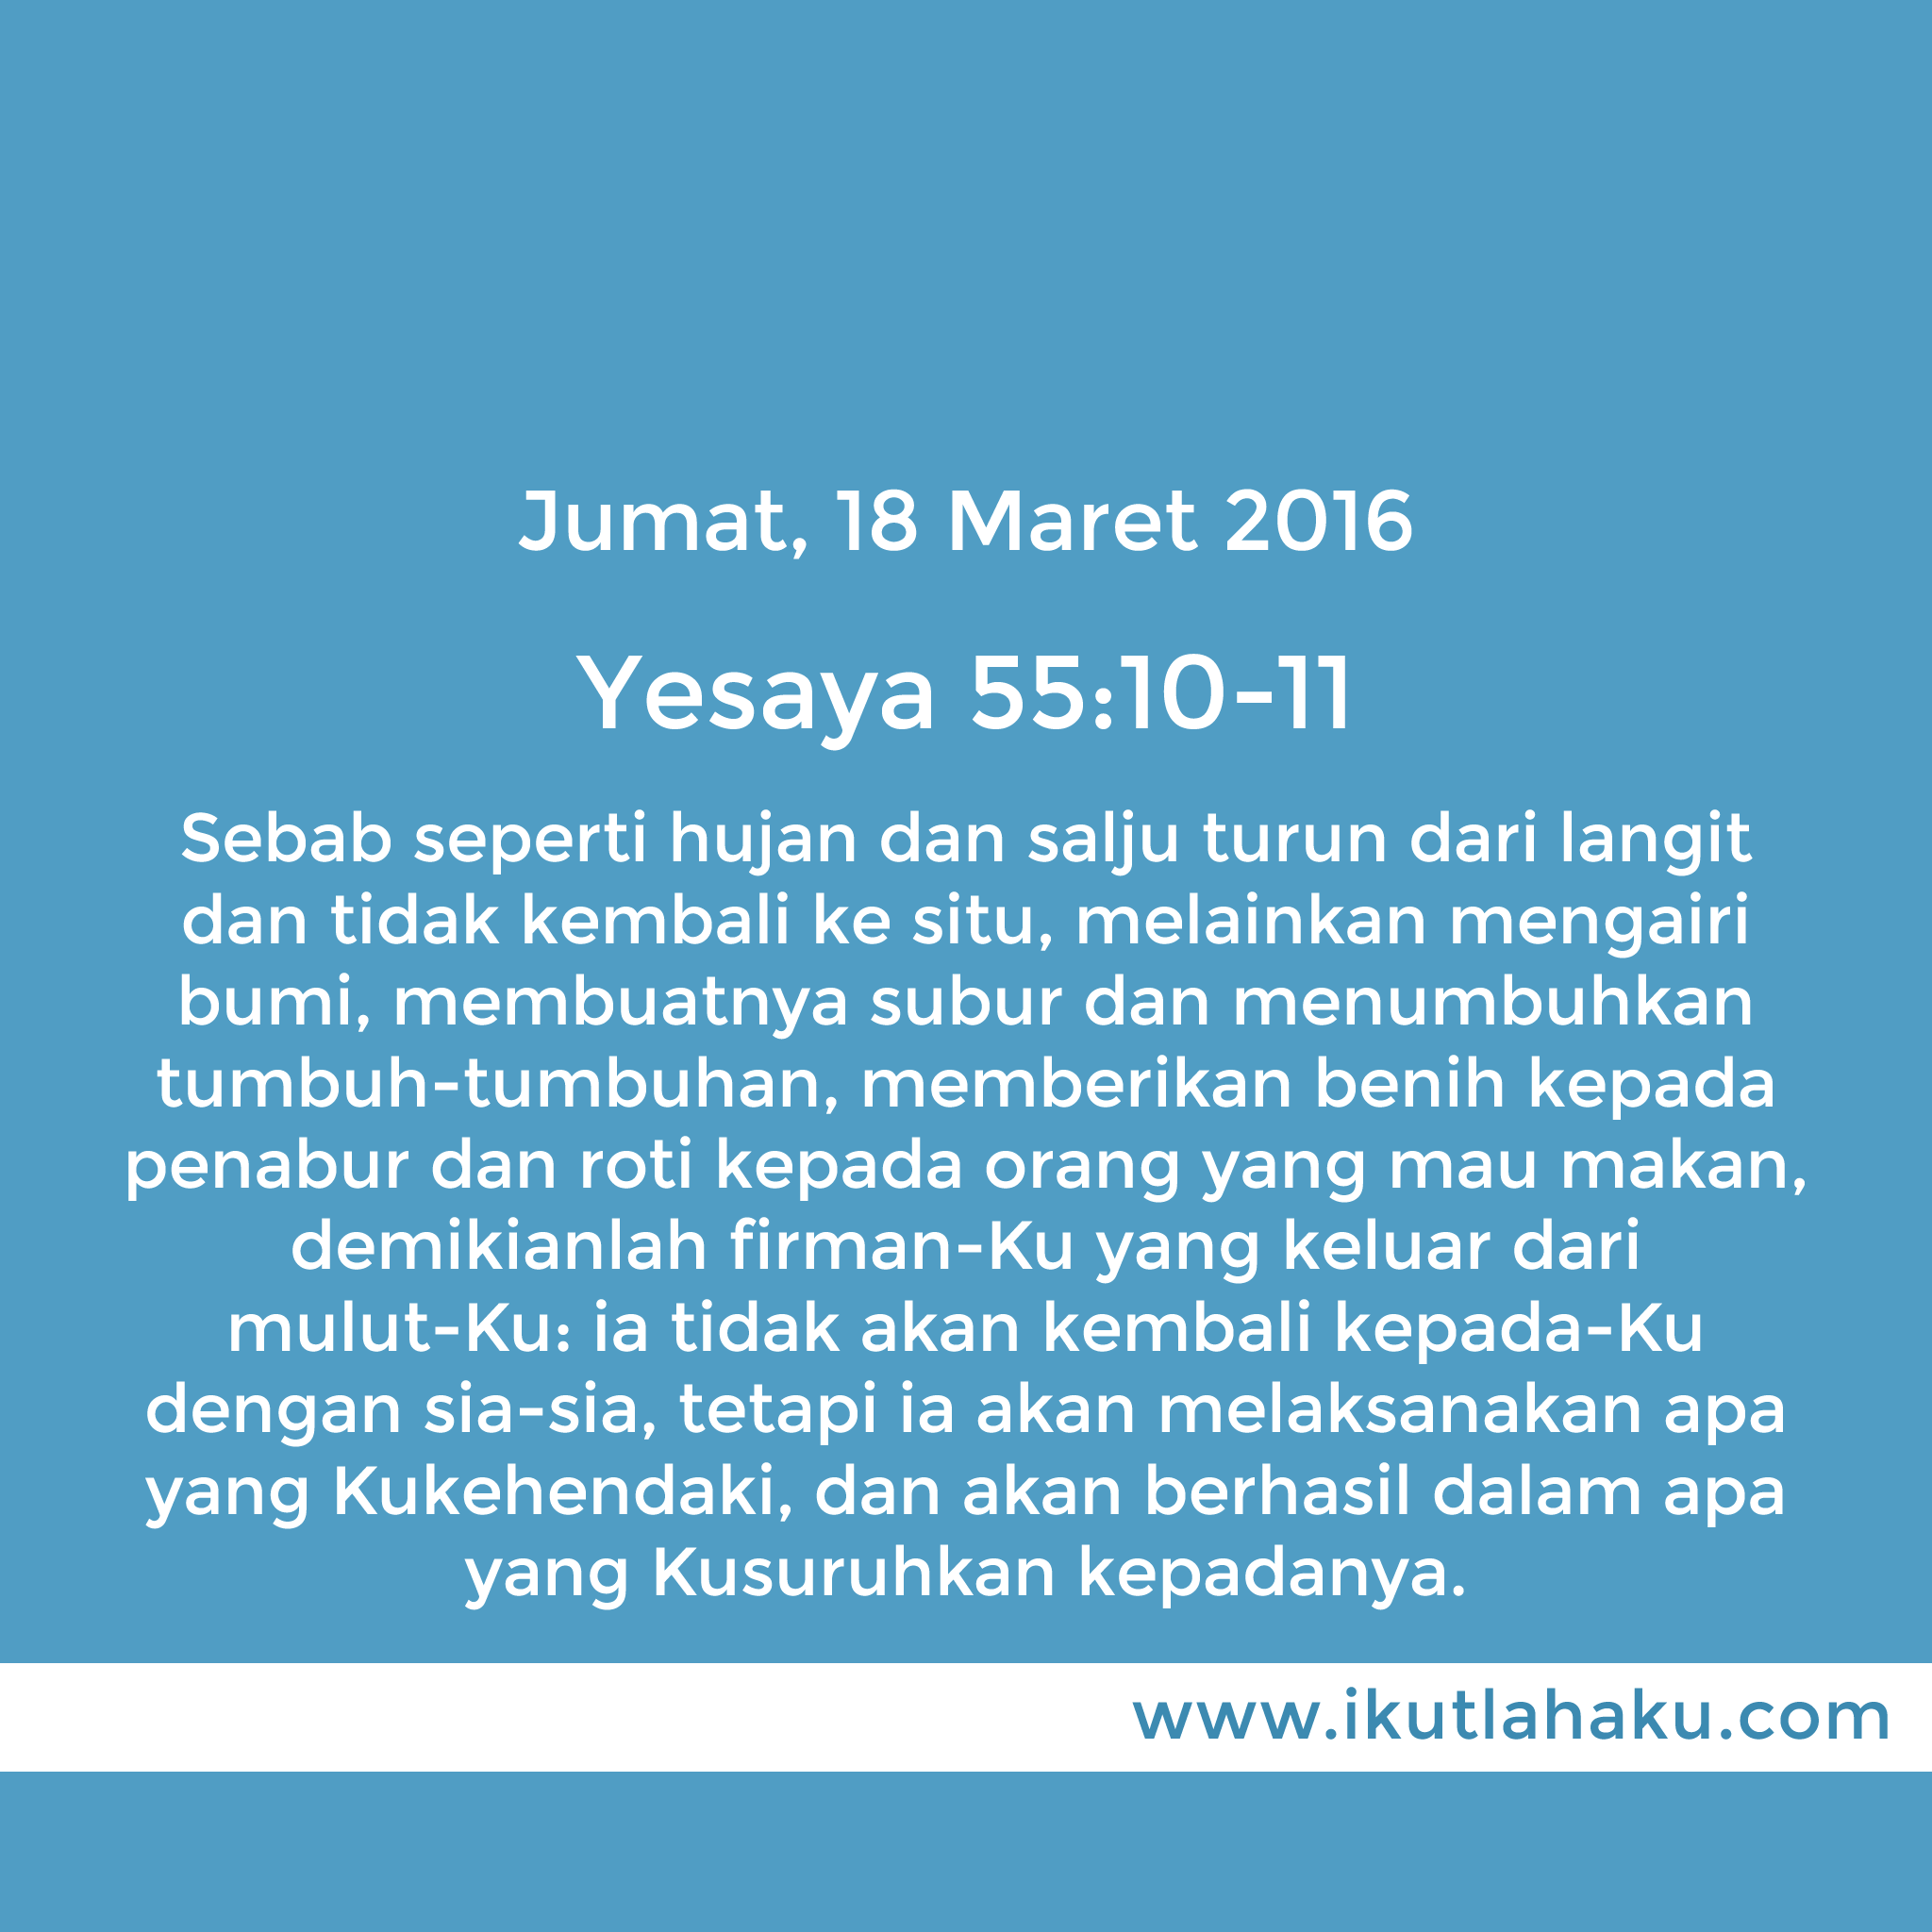 Jumat, 18 Maret 2016
Yesaya 55:10-11
Sebab seperti hujan dan salju turun dari langit
dan tidak kembali ke situ, melainkan mengairi
bumi, membuatnya subur dan menumbuhkan
tumbuh-tumbuhan, memberikan benih kepada
penabur dan roti kepada orang yang mau makan,
demikianlah firman-Ku yang keluar dari
mulut-Ku: ia tidak akan kembali kepada-Ku
dengan sia-sia, tetapi ia akan melaksanakan apa
yang Kukehendaki, dan akan berhasil dalam apa
yang Kusuruhkan kepadanya.
www.ikutlahaku.com